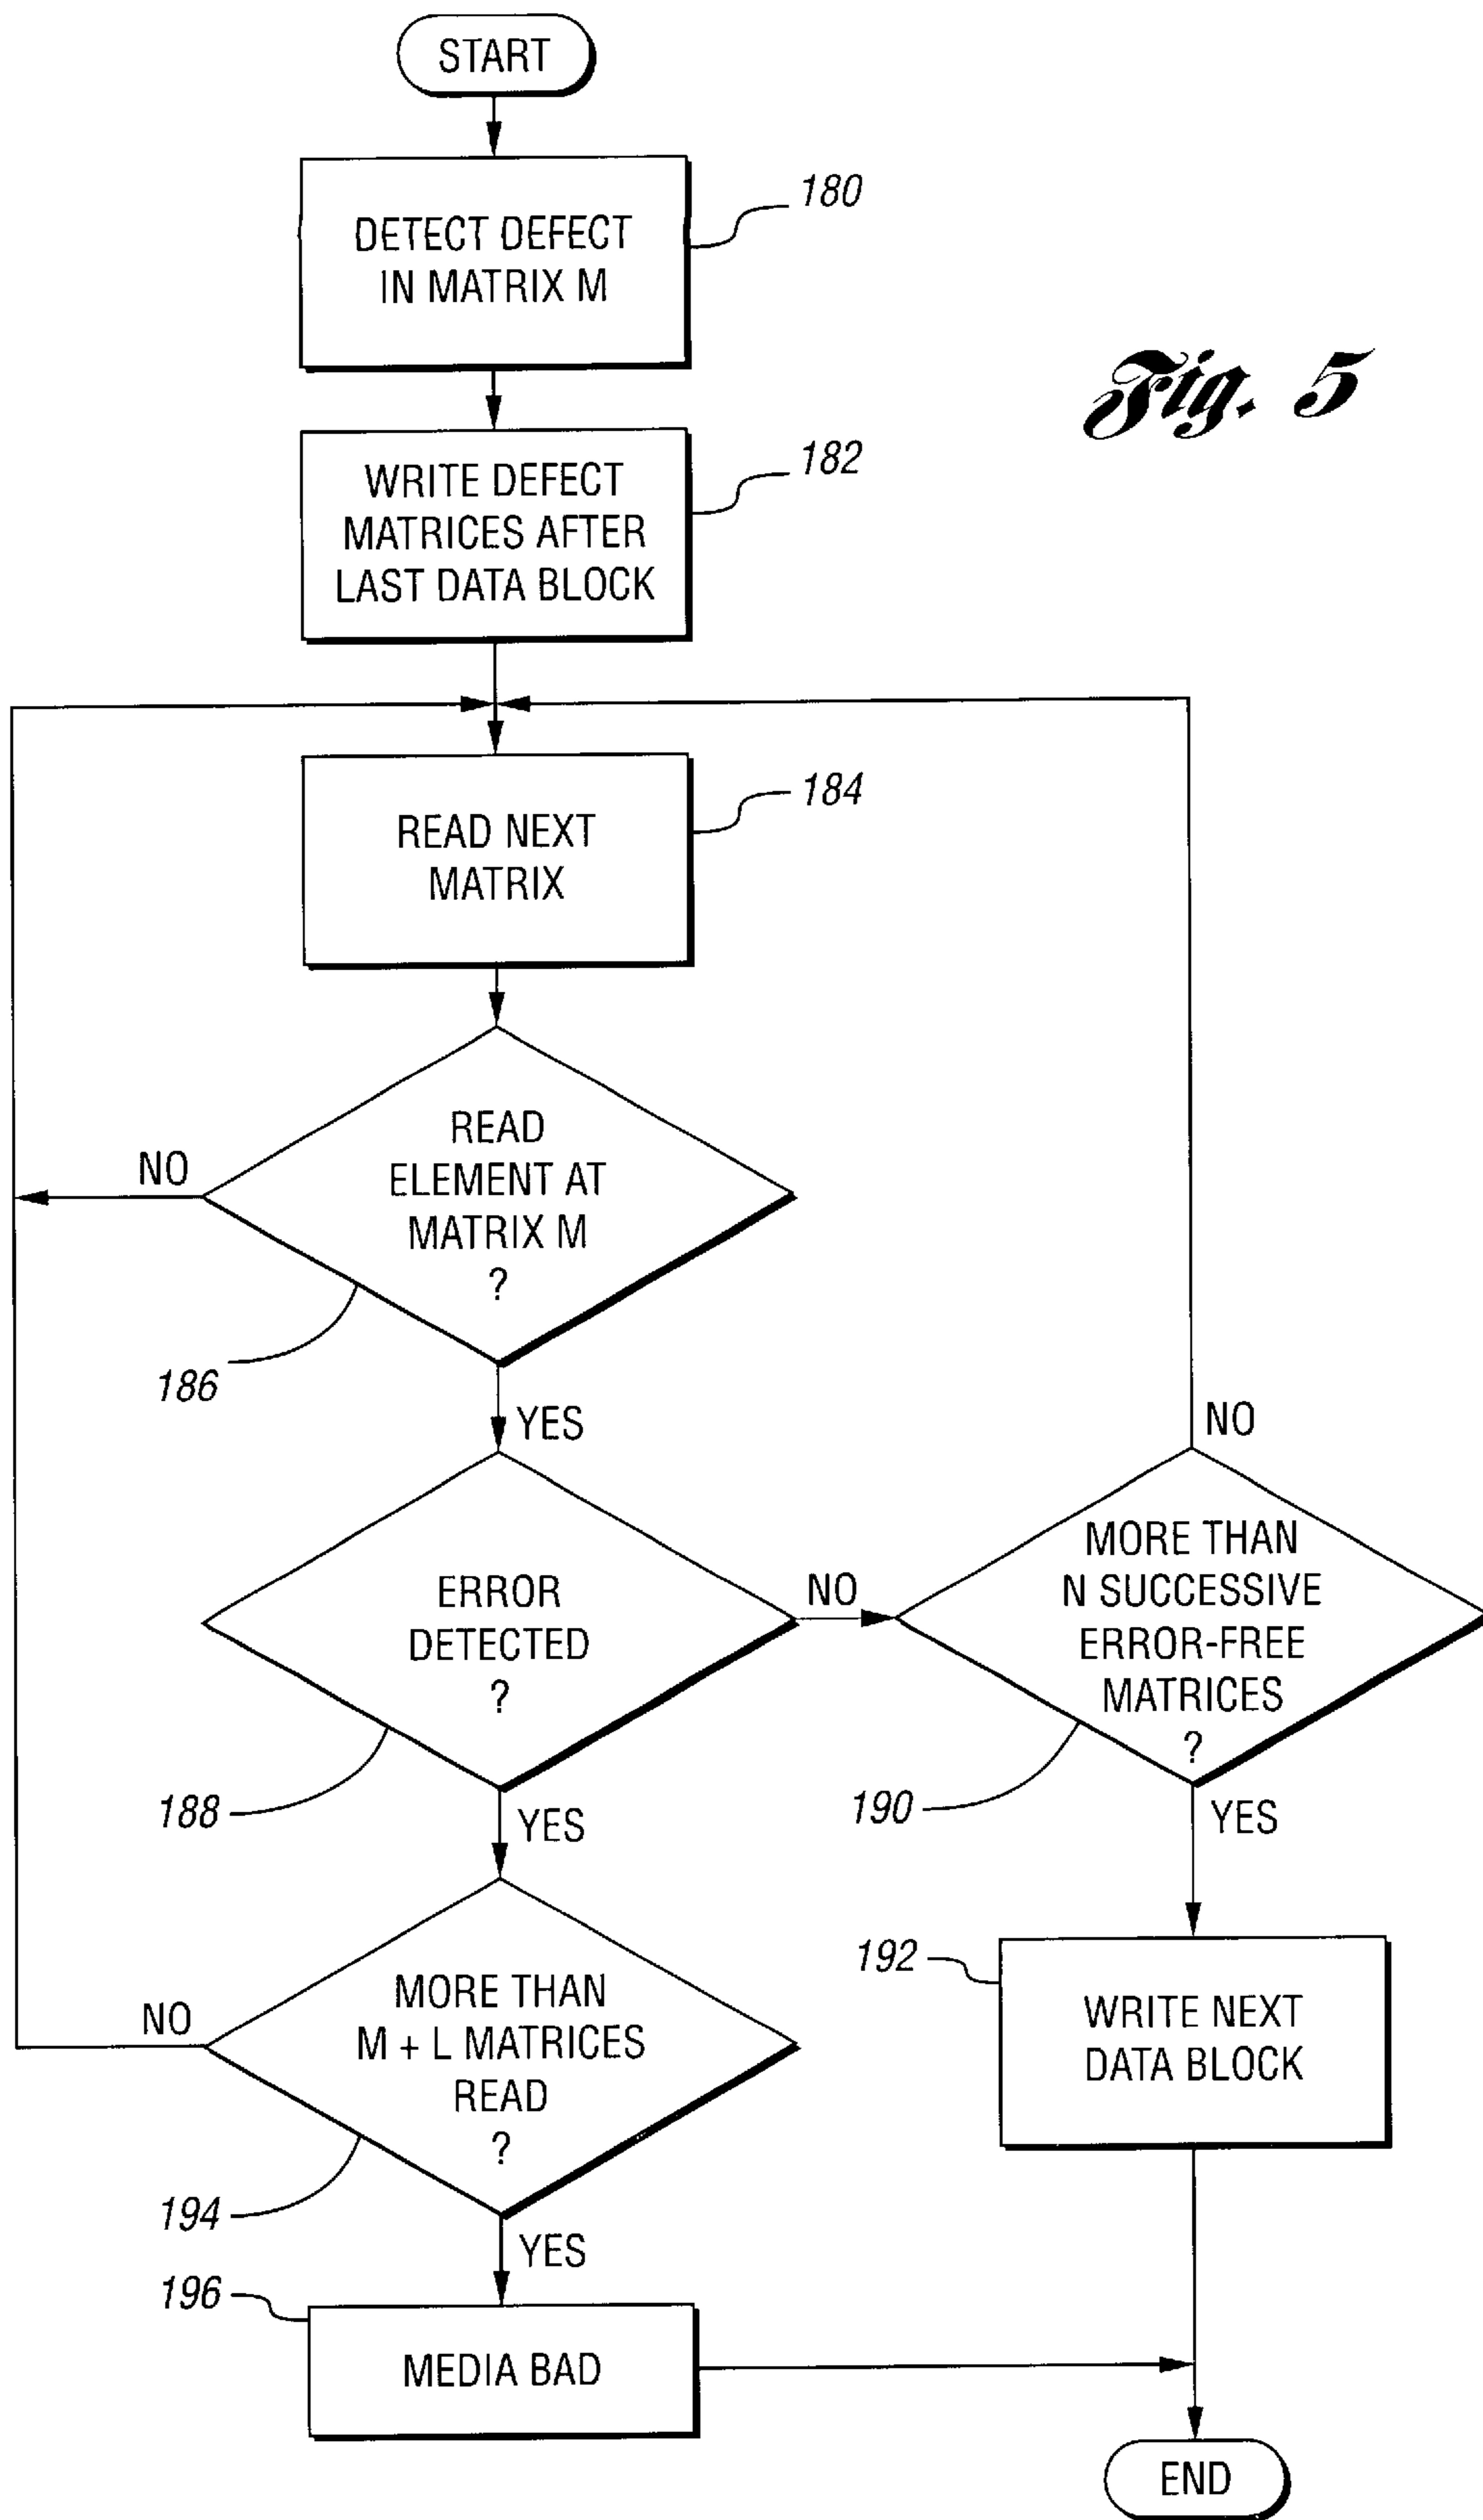 START
DETECT DEFECT
IN MATRIX M
180
Fig. 5
WRITE DEFECT
MATRICES AFTER
LAST DATA BLOCK
182
READ NEXT
MATRIX
184
READ
ELEMENT AT
MATRIX M
?
NO
186
YES
ERROR
DETECTED
?
NO
188
YES
MORE THAN
N SUCCESSIVE
ERROR-FREE
MATRICES
?
NO
190
YES
192
WRITE NEXT
DATA BLOCK
MORE THAN
M + L MATRICES
READ
?
NO
194
YES
196
MEDIA BAD
END